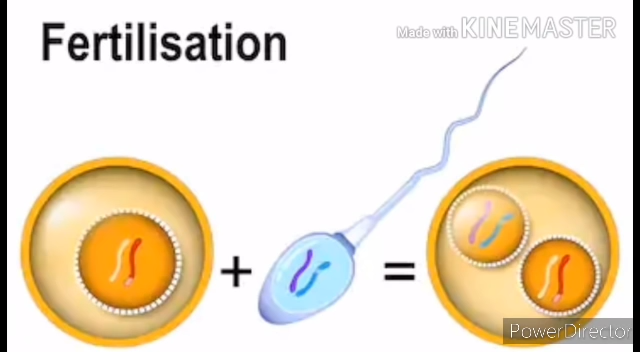 Fertilisation
Made with KINEMASTER
+ =
PowerDirector